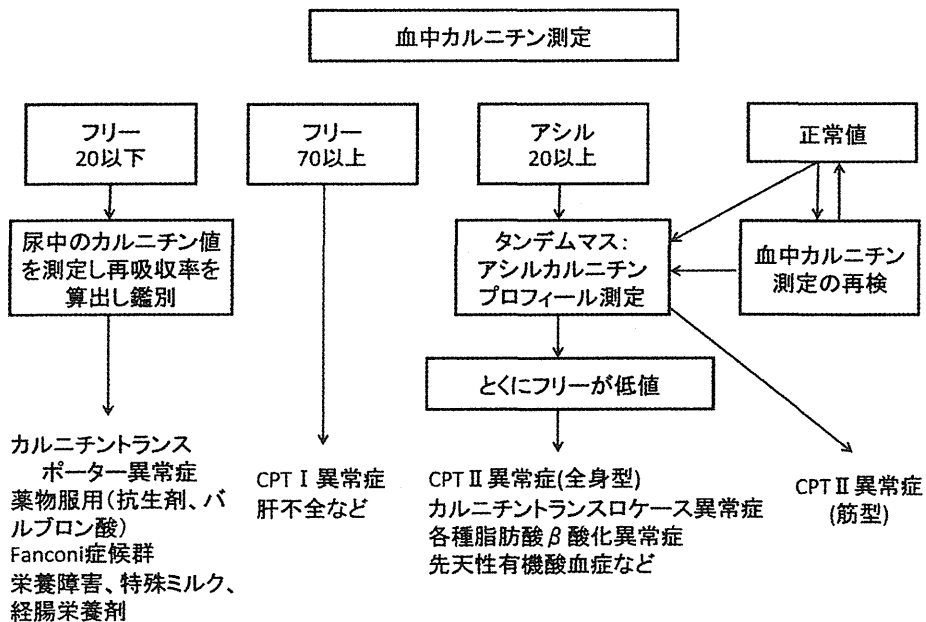 血中カルニチン測定
フリー
20以下
フリー
70以上
アシル
20以上
正常値
尿中のカルニチン値
を測定し再吸収率を
算出し鑑別
タンデムマス：
アシルカルニチン
プロフィール測定
血中カルニチン
測定の再検
とくにフリーが低値
カルニチントランス
ポーター異常症
薬物服用（抗生剤、バ
ルブロン酸）
Fanconi症候群
栄養障害、特殊ミルク、
経腸栄養剤
CPTⅠ異常症
肝不全など
CPTⅡ異常症(全身型)
カルニチントランスロケース異常症
各種脂肪酸β酸化異常症
先天性有機酸血症など
CPTⅡ異常症
(筋型)